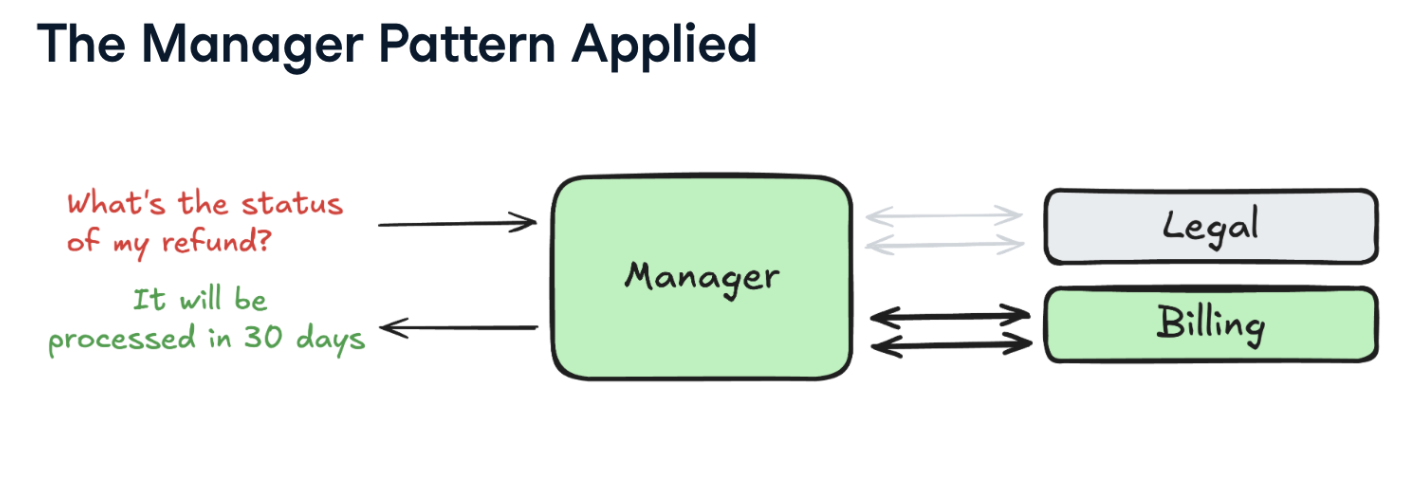 The Manager Pattern Applied
What's the status
of my refund?
It will be
processed in 30 days
Manager
Legal
Billing